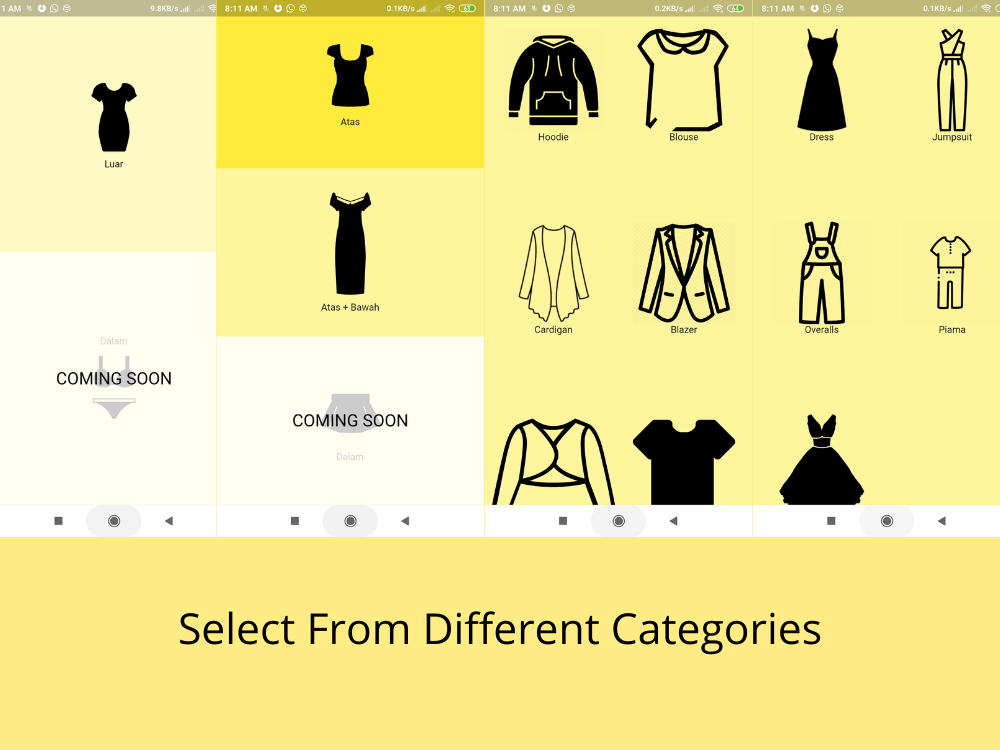 1 AM 9.8KB/s
Luar
Dalam
COMING SOON
8:11 AM 0.1KB/s 63
Atas
Atas + Bawah
COMING SOON
Dalam
8:11 AM 0.2KB/s 64
Hoodie Blouse
Cardigan Blazer
8:11 AM 0.1KB/s
Dress Jumpsuit
Overalls Piama
Select From Different Categories